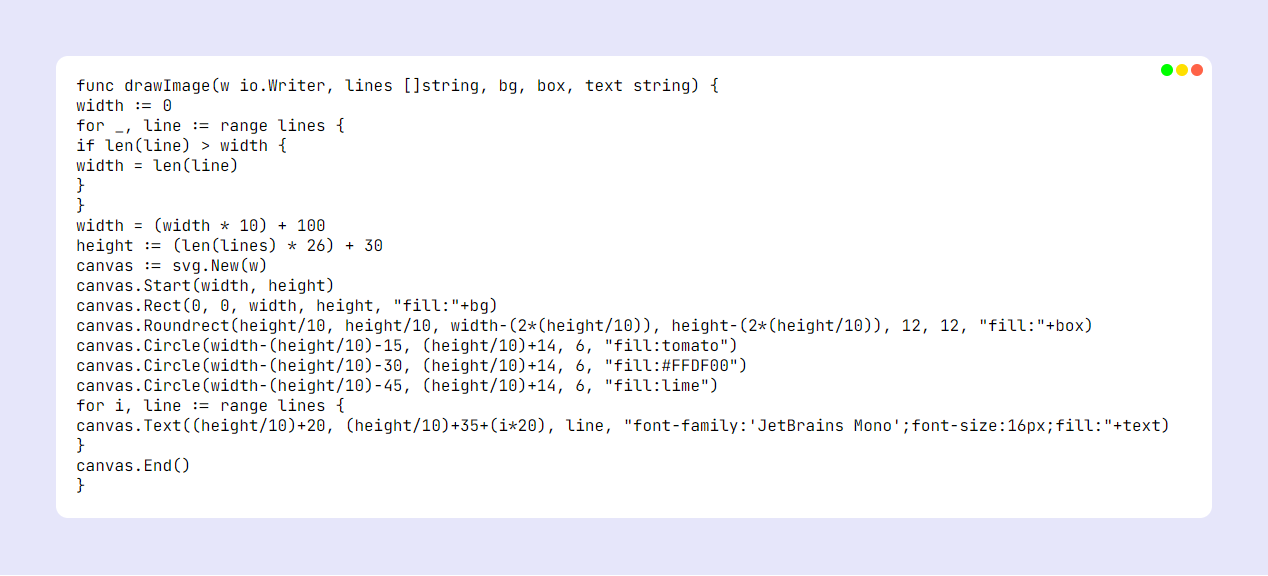 func drawImage(w io.Writer, lines []string, bg, box, text string) {
width := 0
for _, line := range lines {
if len(line) > width {
width = len(line)
}
}
width = (width * 10) + 100
height := (len(lines) * 26) + 30
canvas := svg.New(w)
canvas.Start(width, height)
canvas.Rect(0, 0, width, height, "fill:"+bg)
canvas.Roundrect(height/10, height/10, width-(2*(height/10)), height-(2*(height/10)), 12, 12, "fill:"+box)
canvas.Circle(width-(height/10)-15, (height/10)+14, 6, "fill:tomato")
canvas.Circle(width-(height/10)-30, (height/10)+14, 6, "fill:#FFDF00")
canvas.Circle(width-(height/10)-45, (height/10)+14, 6, "fill:lime")
for i, line := range lines {
canvas.Text((height/10)+20, (height/10)+35+(i*20), line, "font-family:'JetBrains Mono';font-size:16px;fill:"+text)
}
canvas.End()
}